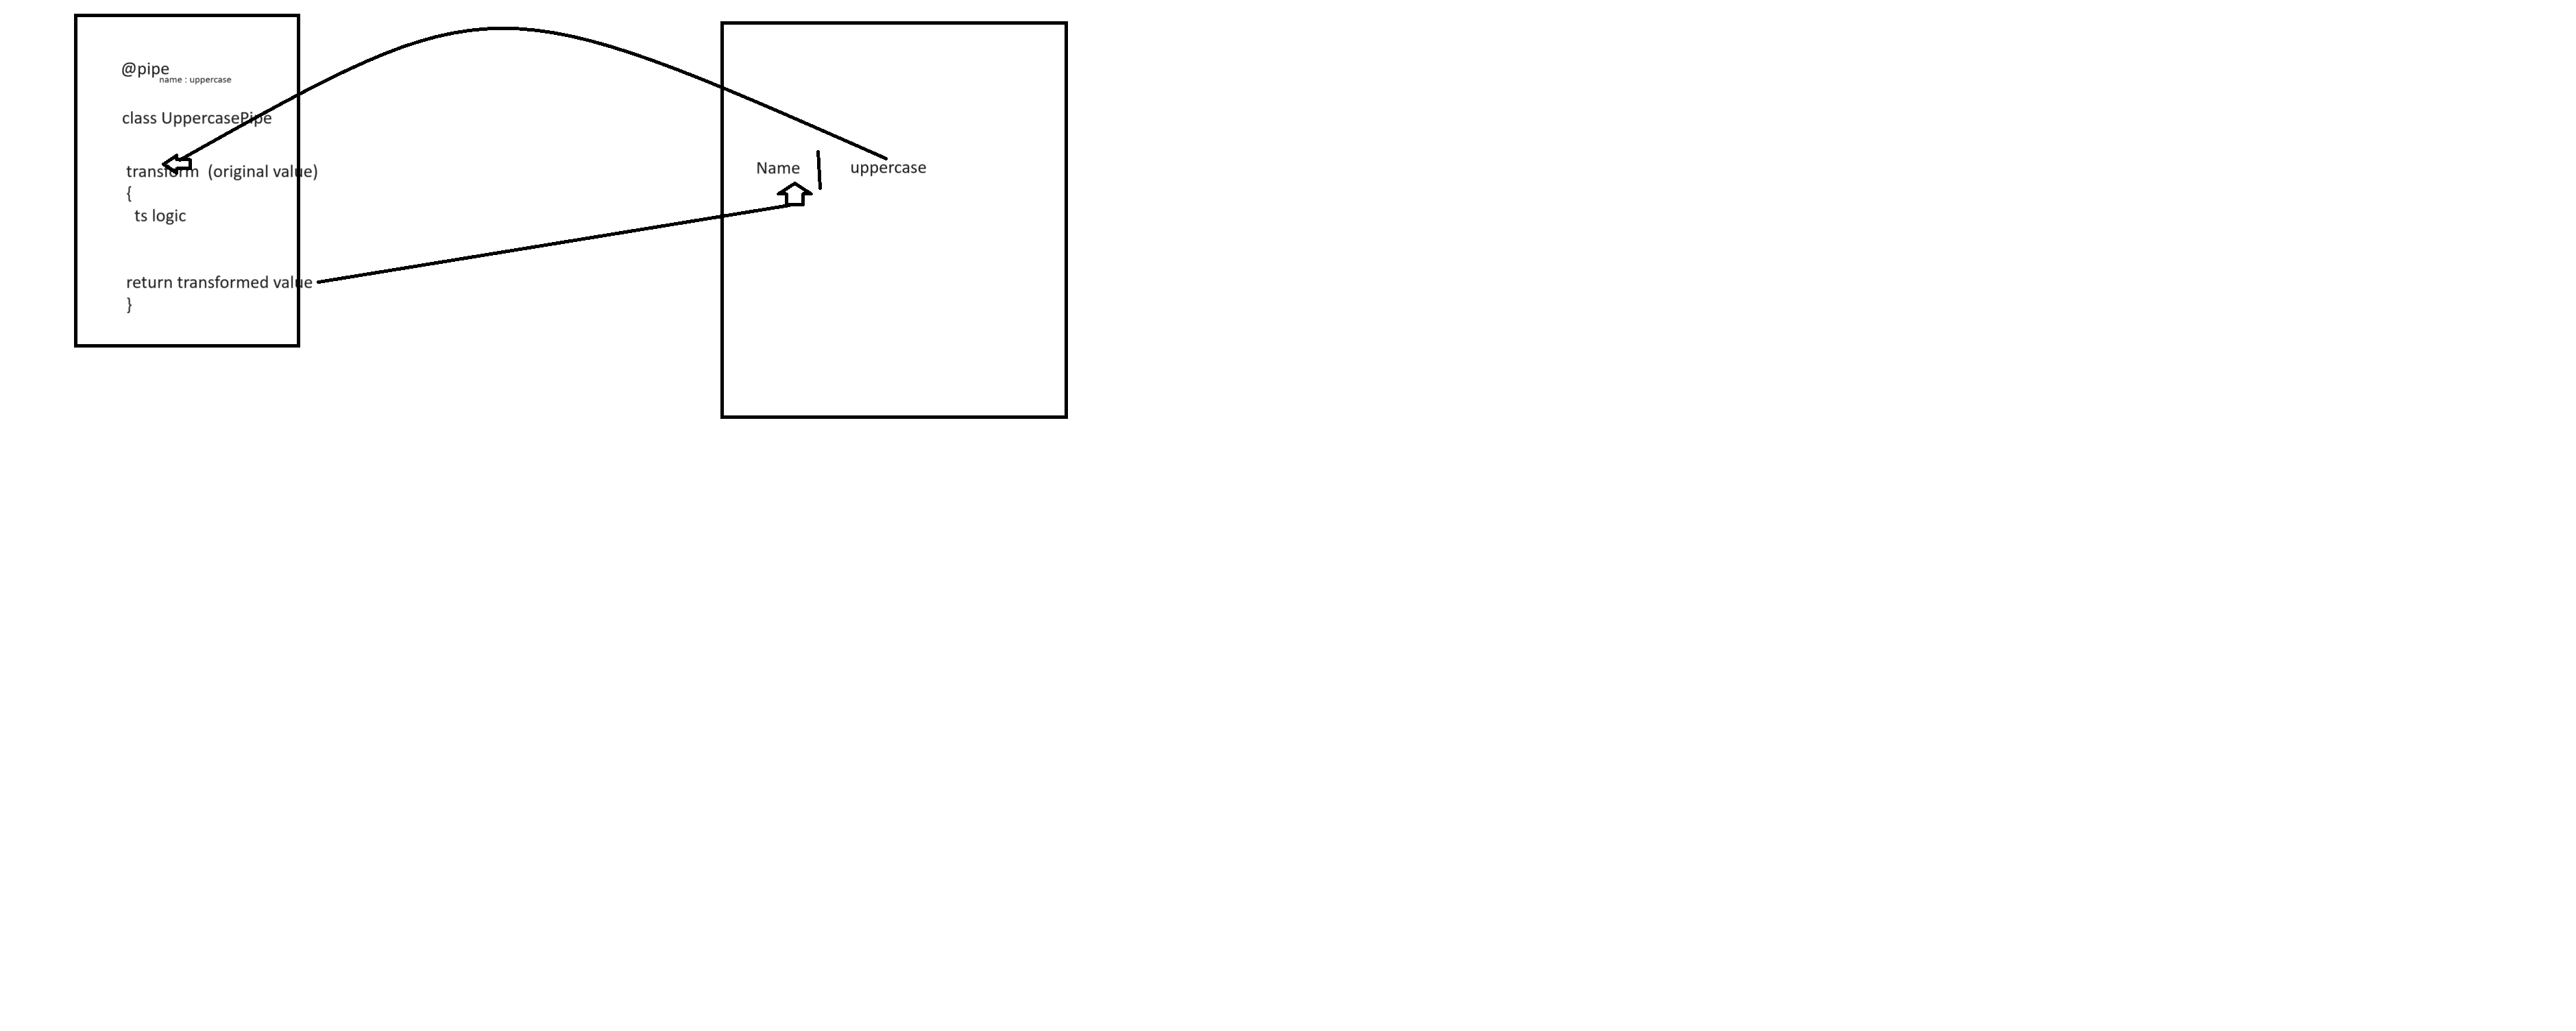 @pipe
name : uppercase
class UppercasePipe
transform (original value)
{
ts logic
return transformed value
}
Name | uppercase